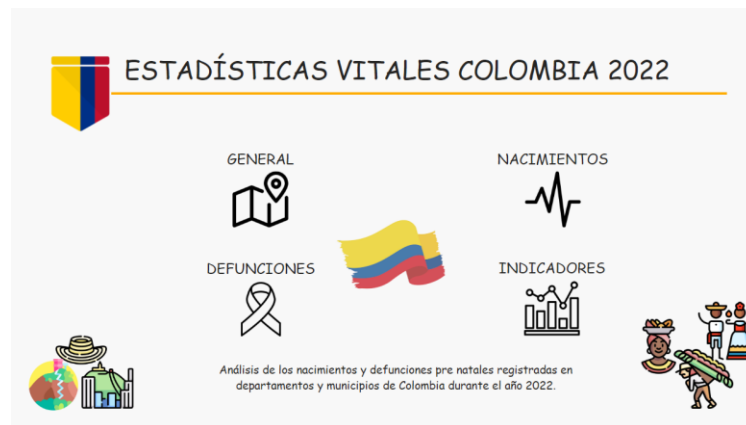 ESTADÍSTICAS VITALES COLOMBIA 2022
GENERAL
NACIMIENTOS
DEFUNCIONES
INDICADORES
Análisis de los nacimientos y defunciones pre natales registradas en
departamentos y municipios de Colombia durante el año 2022.